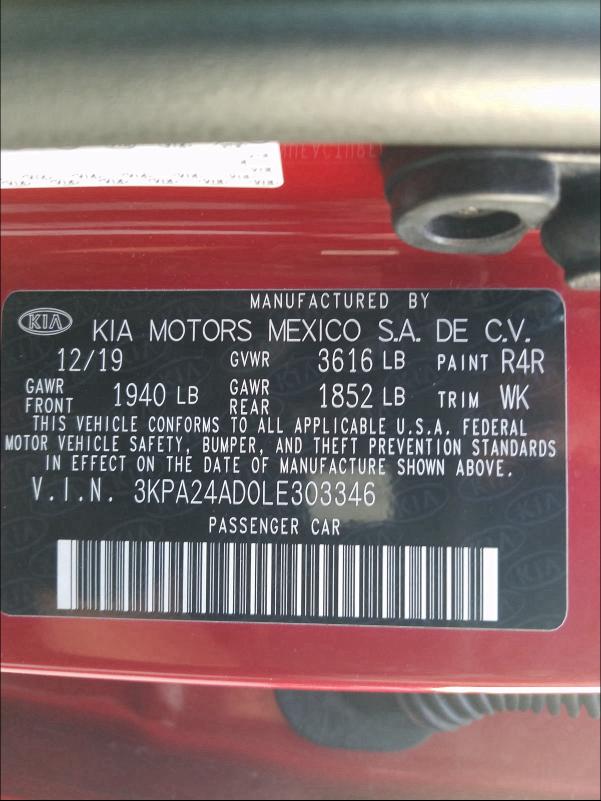 MANUFACTURED BY
KIA KIA MOTORS MEXICO S.A. DE C.V.
12/19 GVWR 3616 LB PAINT R4R
GAWR FRONT 1940 LB GAWR REAR 1852 LB TRIM WK
THIS VEHICLE CONFORMS TO ALL APPLICABLE U.S.A. FEDERAL
MOTOR VEHICLE SAFETY, BUMPER, AND THEFT PREVENTION STANDARDS
IN EFFECT ON THE DATE OF MANUFACTURE SHOWN ABOVE.
V.I.N. 3KPA24AD0LE303346
PASSENGER CAR